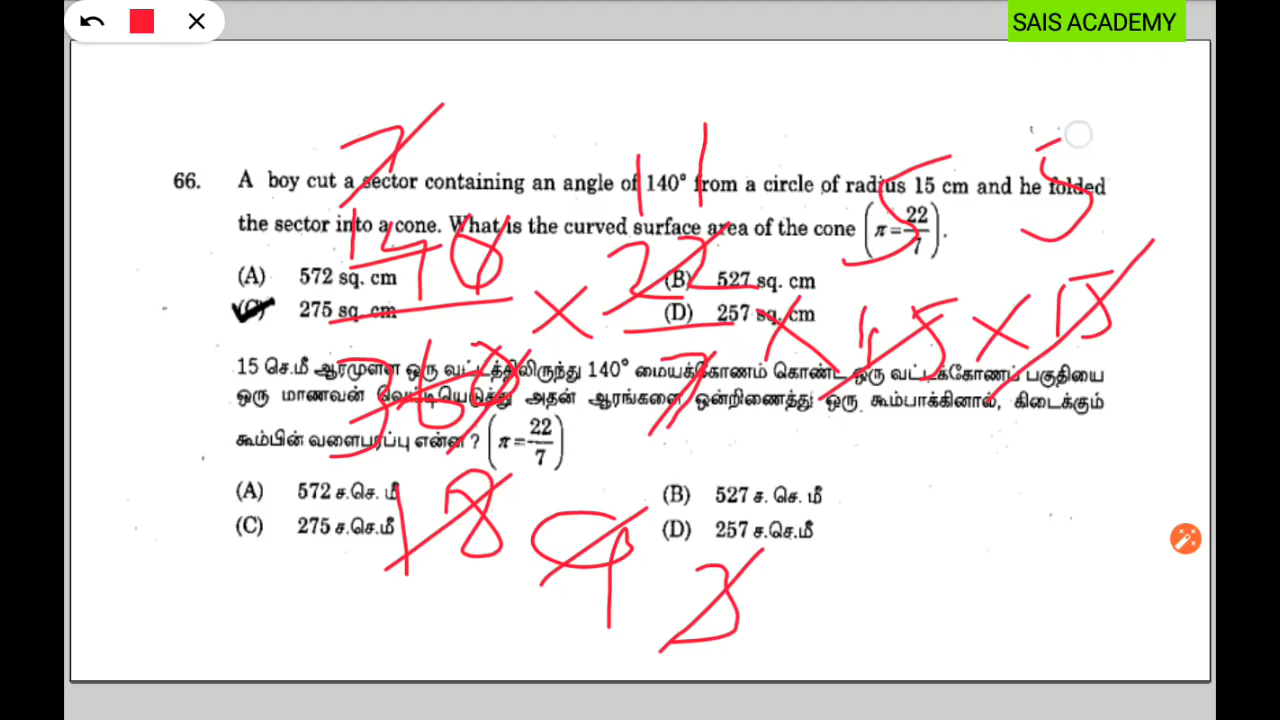 SAIS ACADEMY
66. A boy cut a sector containing an angle of 140° from a circle of radius 15 cm and he folded
the sector into a cone. What is the curved surface area of the cone (π = 22/7).
(A) 572 sq. cm (B) 527 sq. cm
(C) 275 sq. cm (D) 257 sq. cm
15 செ.மீ ஆரமுள்ள ஒரு வட்டத்திலிருந்து 140° மையக்கோணம் கொண்ட ஒரு வட்டக்கோணப் பகுதியை
ஒரு மாணவன் வெட்டியெடுத்து அதன் ஆரங்களை ஒன்றிணைத்து ஒரு கூம்பாக்கினால், கிடைக்கும்
கூம்பின் வளைபரப்பு என்ன ? (π = 22/7)
(A) 572 ச.செ. மீ (B) 527 ச. செ. மீ
(C) 275 ச.செ.மீ (D) 257 ச.செ.மீ
7 11 5 5
140/360 × 22/7 × 15 × 15
18 9 3